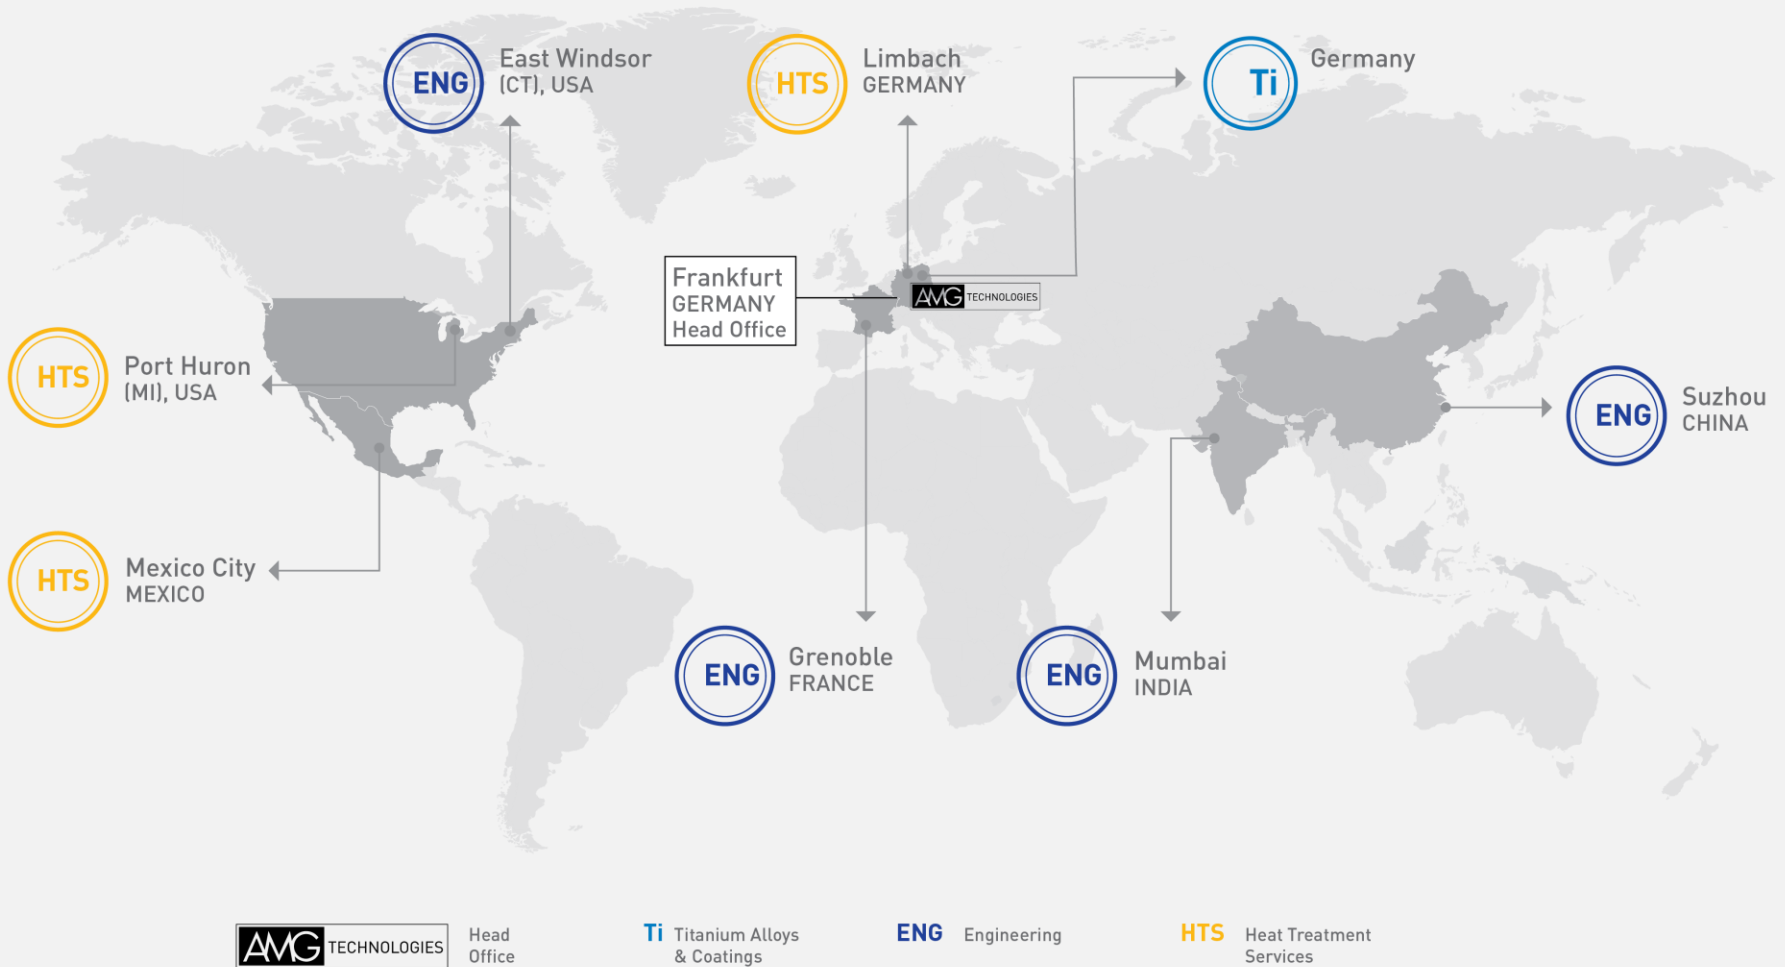 ENG
East Windsor
(CT), USA
HTS
Limbach
GERMANY
Ti
Germany
Frankfurt
GERMANY
Head Office
AMG TECHNOLOGIES
HTS
Port Huron
(MI), USA
ENG
Suzhou
CHINA
HTS
Mexico City
MEXICO
ENG
Grenoble
FRANCE
ENG
Mumbai
INDIA
AMG TECHNOLOGIES
Head
Office
Ti Titanium Alloys
& Coatings
ENG Engineering
HTS Heat Treatment
Services